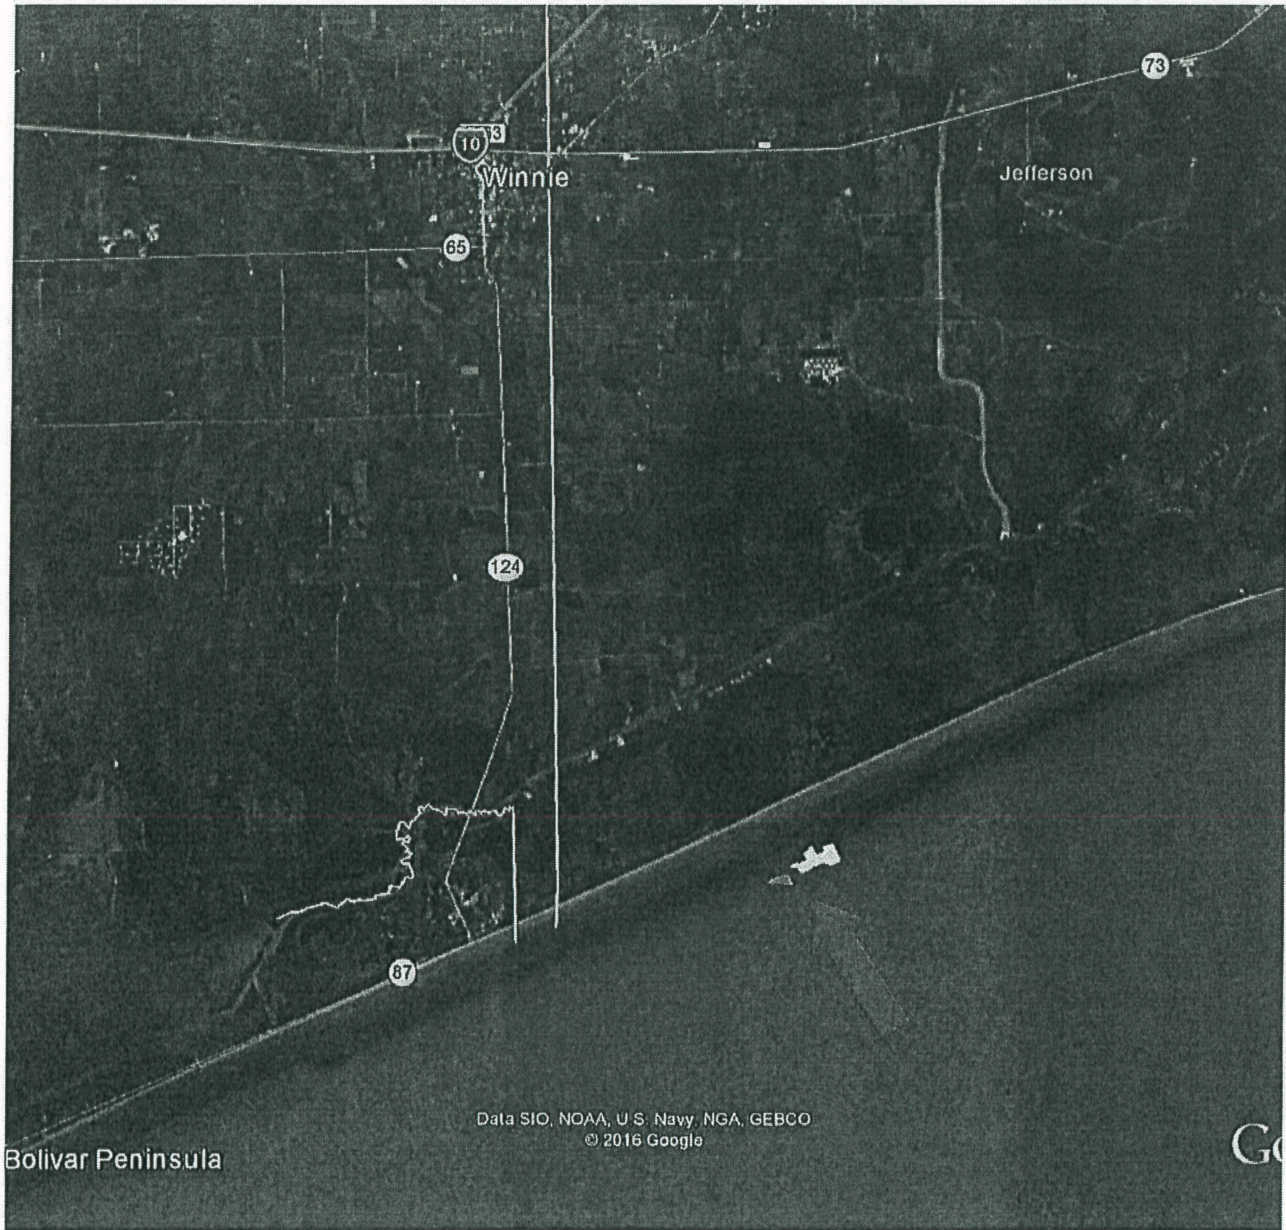 73
10
Winnie
Jefferson
65
124
87
Data SIO, NOAA, U.S. Navy, NGA, GEBCO
© 2016 Google
Bolivar Peninsula